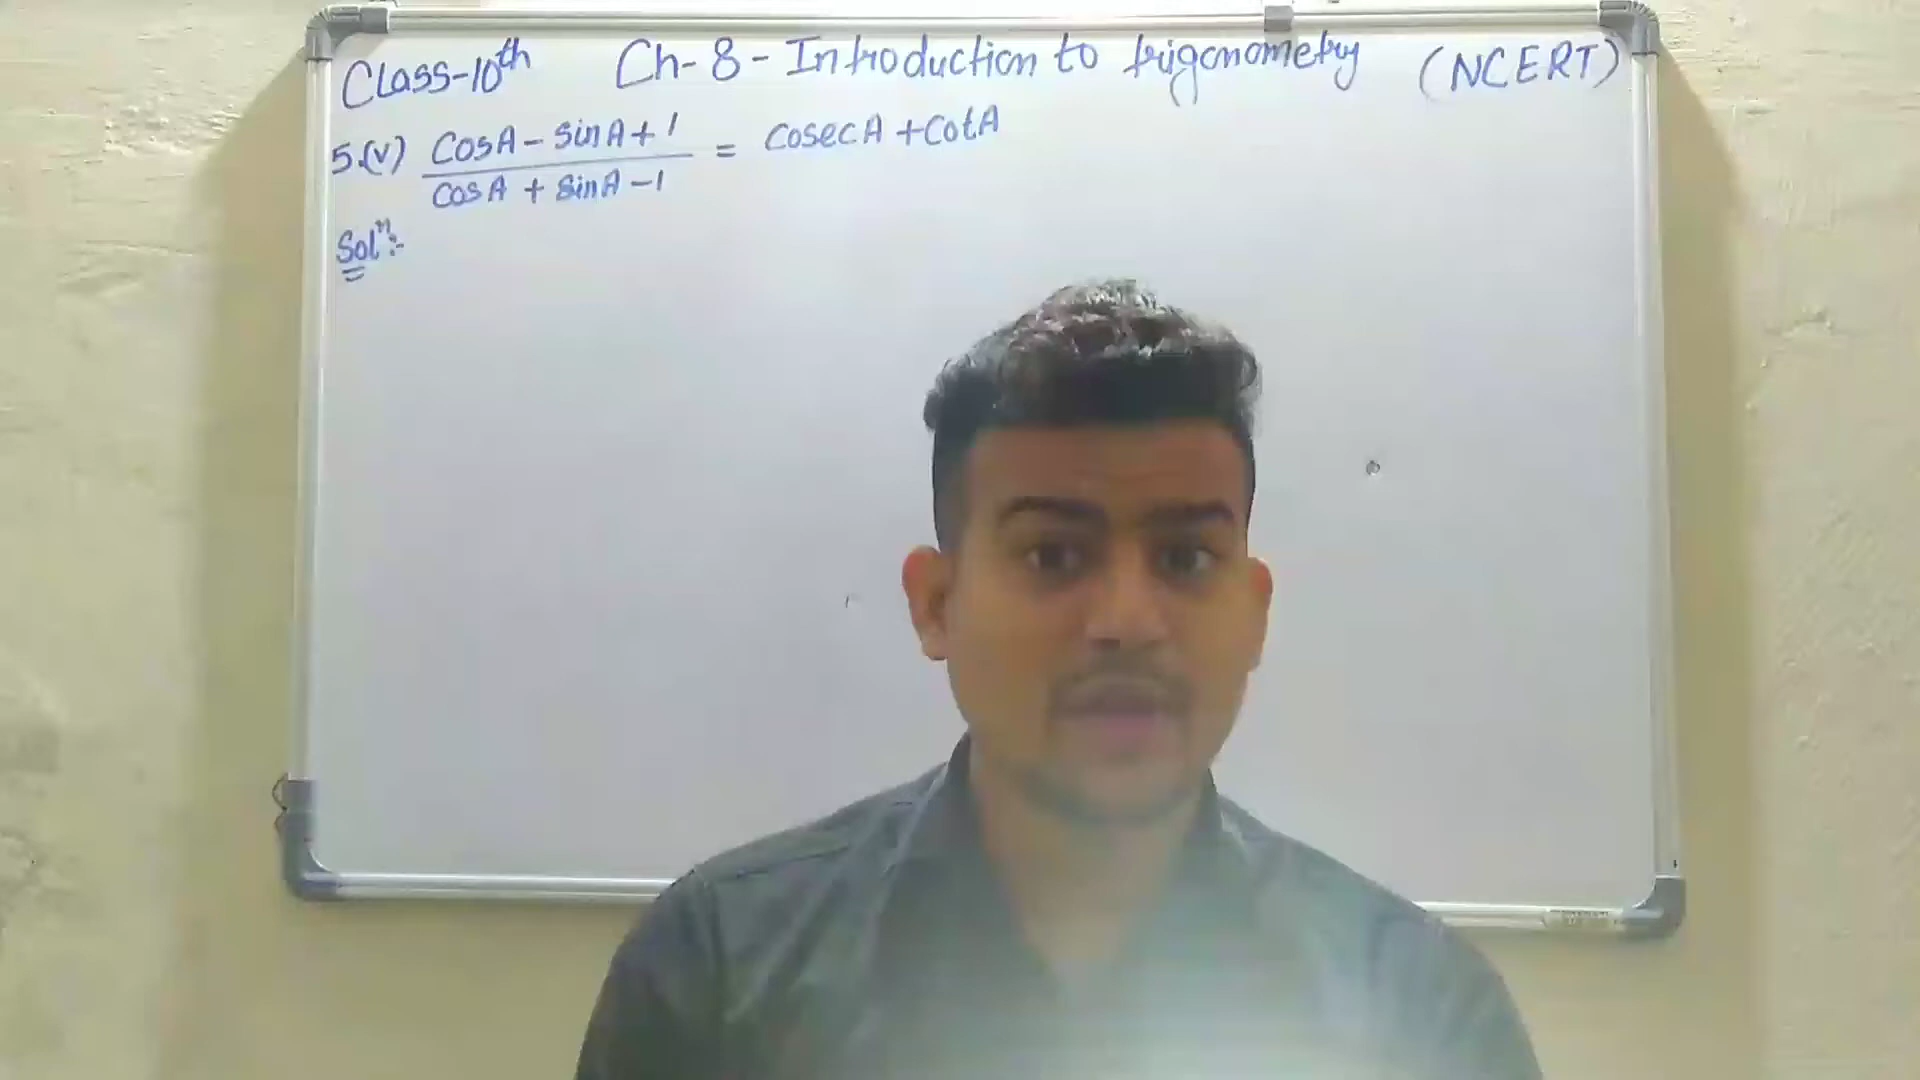 Class-10th Ch-8-Introduction to trigonometry (NCERT)
5.(v) CosA - sinA + 1 / cosA + sinA - 1 = cosecA + CotA
Solⁿ:-